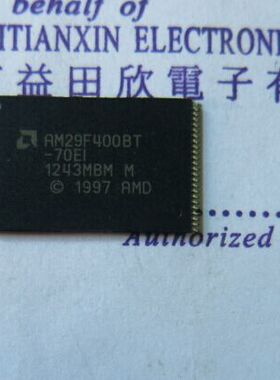 behalf of
ITIANXIN ELECTRONI
益田欣電子有
AM29F400BT
-70EI
1243MBM M
© 1997 AMD
Authorized